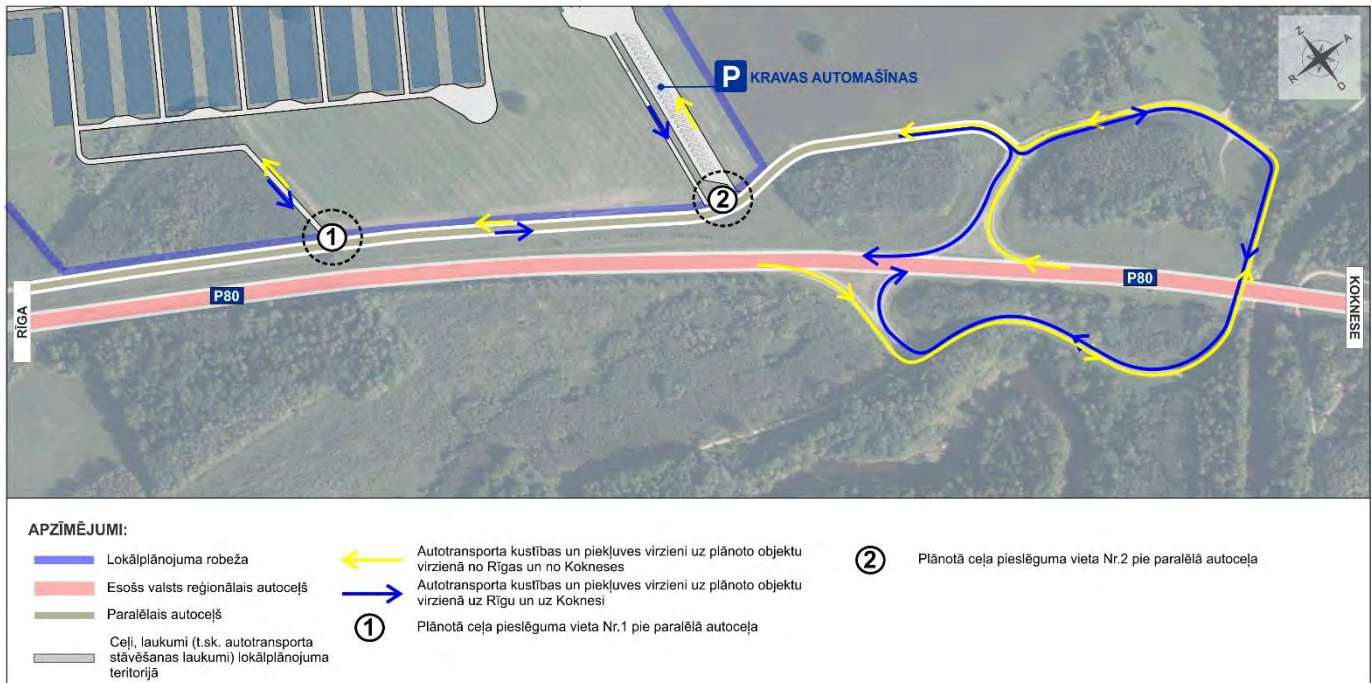 Z
A
R
D
P KRAVAS AUTOMAŠĪNAS
2
1
P80
P80
RĪGA
KOKNESE
APZĪMĒJUMI:
Lokālplānojuma robeža
Esošs valsts reģionālais autoceļš
Paralēlais autoceļš
Ceļi, laukumi (t.sk. autotransporta
stāvēšanas laukumi) lokālplānojuma
teritorijā
Autotransporta kustības un piekļuves virzieni uz plānoto objektu
virzienā no Rīgas un no Kokneses
Autotransporta kustības un piekļuves virzieni uz plānoto objektu
virzienā uz Rīgu un uz Koknesi
1 Plānotā ceļa pieslēguma vieta Nr.1 pie paralēlā autoceļa
2 Plānotā ceļa pieslēguma vieta Nr.2 pie paralēlā autoceļa